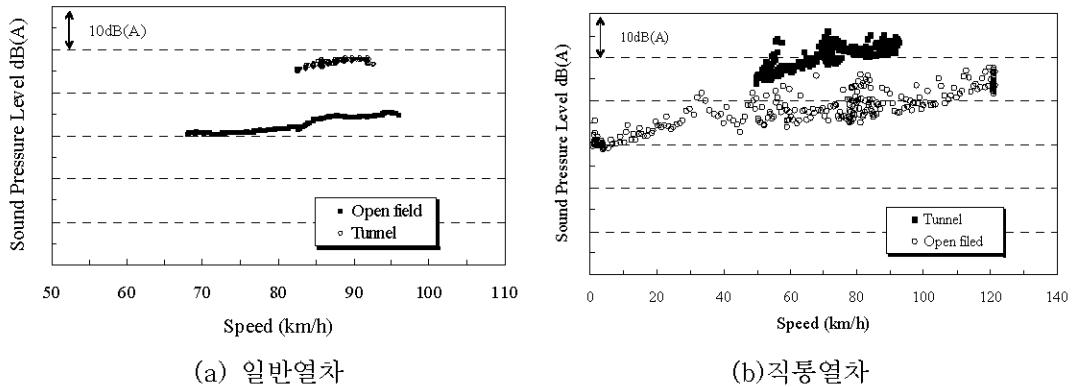 10dB(A)
Sound Pressure Level dB(A)
Open field
Tunnel
50 60 70 80 90 100 110
Speed (km/h)
(a) 일반열차
10dB(A)
Sound Pressure Level dB(A)
Tunnel
Open filed
0 20 40 60 80 100 120 140
Speed (km/h)
(b)직통열차